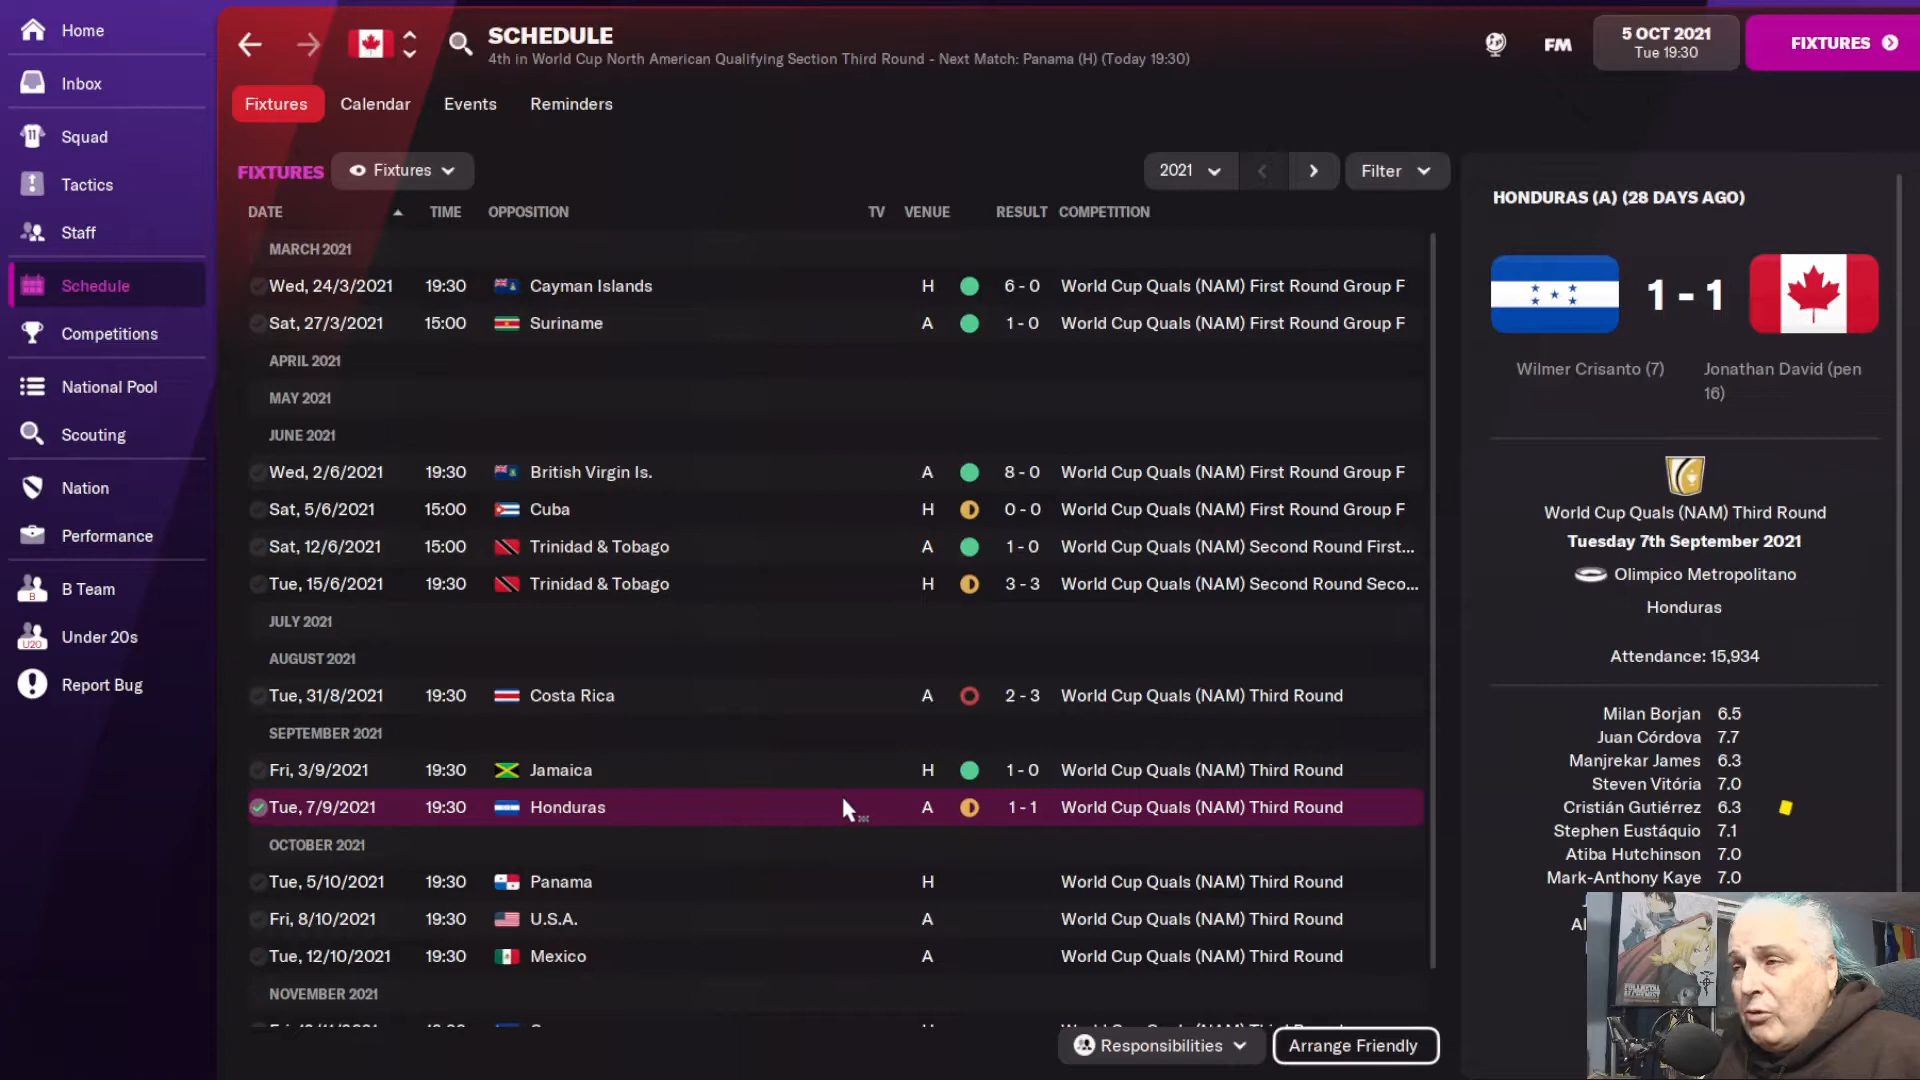 Home
Inbox
Squad
Tactics
Staff
Schedule
Competitions
National Pool
Scouting
Nation
Performance
B Team
Under 20s
Report Bug
SCHEDULE
4th in World Cup North American Qualifying Section Third Round - Next Match: Panama (H) (Today 19:30)
FM
5 OCT 2021
Tue 19:30
FIXTURES
Fixtures Calendar Events Reminders
FIXTURES Fixtures 2021 Filter
DATE TIME OPPOSITION TV VENUE RESULT COMPETITION
MARCH 2021
Wed, 24/3/2021 19:30 Cayman Islands H 6 - 0 World Cup Quals (NAM) First Round Group F
Sat, 27/3/2021 15:00 Suriname A 1 - 0 World Cup Quals (NAM) First Round Group F
APRIL 2021
MAY 2021
JUNE 2021
Wed, 2/6/2021 19:30 British Virgin Is. A 8 - 0 World Cup Quals (NAM) First Round Group F
Sat, 5/6/2021 15:00 Cuba H 0 - 0 World Cup Quals (NAM) First Round Group F
Sat, 12/6/2021 15:00 Trinidad & Tobago A 1 - 0 World Cup Quals (NAM) Second Round First...
Tue, 15/6/2021 19:30 Trinidad & Tobago H 3 - 3 World Cup Quals (NAM) Second Round Seco...
JULY 2021
AUGUST 2021
Tue, 31/8/2021 19:30 Costa Rica A 2 - 3 World Cup Quals (NAM) Third Round
SEPTEMBER 2021
Fri, 3/9/2021 19:30 Jamaica H 1 - 0 World Cup Quals (NAM) Third Round
Tue, 7/9/2021 19:30 Honduras A 1 - 1 World Cup Quals (NAM) Third Round
OCTOBER 2021
Tue, 5/10/2021 19:30 Panama H World Cup Quals (NAM) Third Round
Fri, 8/10/2021 19:30 U.S.A. A World Cup Quals (NAM) Third Round
Tue, 12/10/2021 19:30 Mexico A World Cup Quals (NAM) Third Round
NOVEMBER 2021
Responsibilities Arrange Friendly
HONDURAS (A) (28 DAYS AGO)
1 - 1
Wilmer Crisanto (7) Jonathan David (pen
16)
World Cup Quals (NAM) Third Round
Tuesday 7th September 2021
Olimpico Metropolitano
Honduras
Attendance: 15,934
Milan Borjan 6.5
Juan Córdova 7.7
Manjrekar James 6.3
Steven Vitória 7.0
Cristián Gutiérrez 6.3
Stephen Eustáquio 7.1
Atiba Hutchinson 7.0
Mark-Anthony Kaye 7.0
FULLMETAL
ALCHEMIST